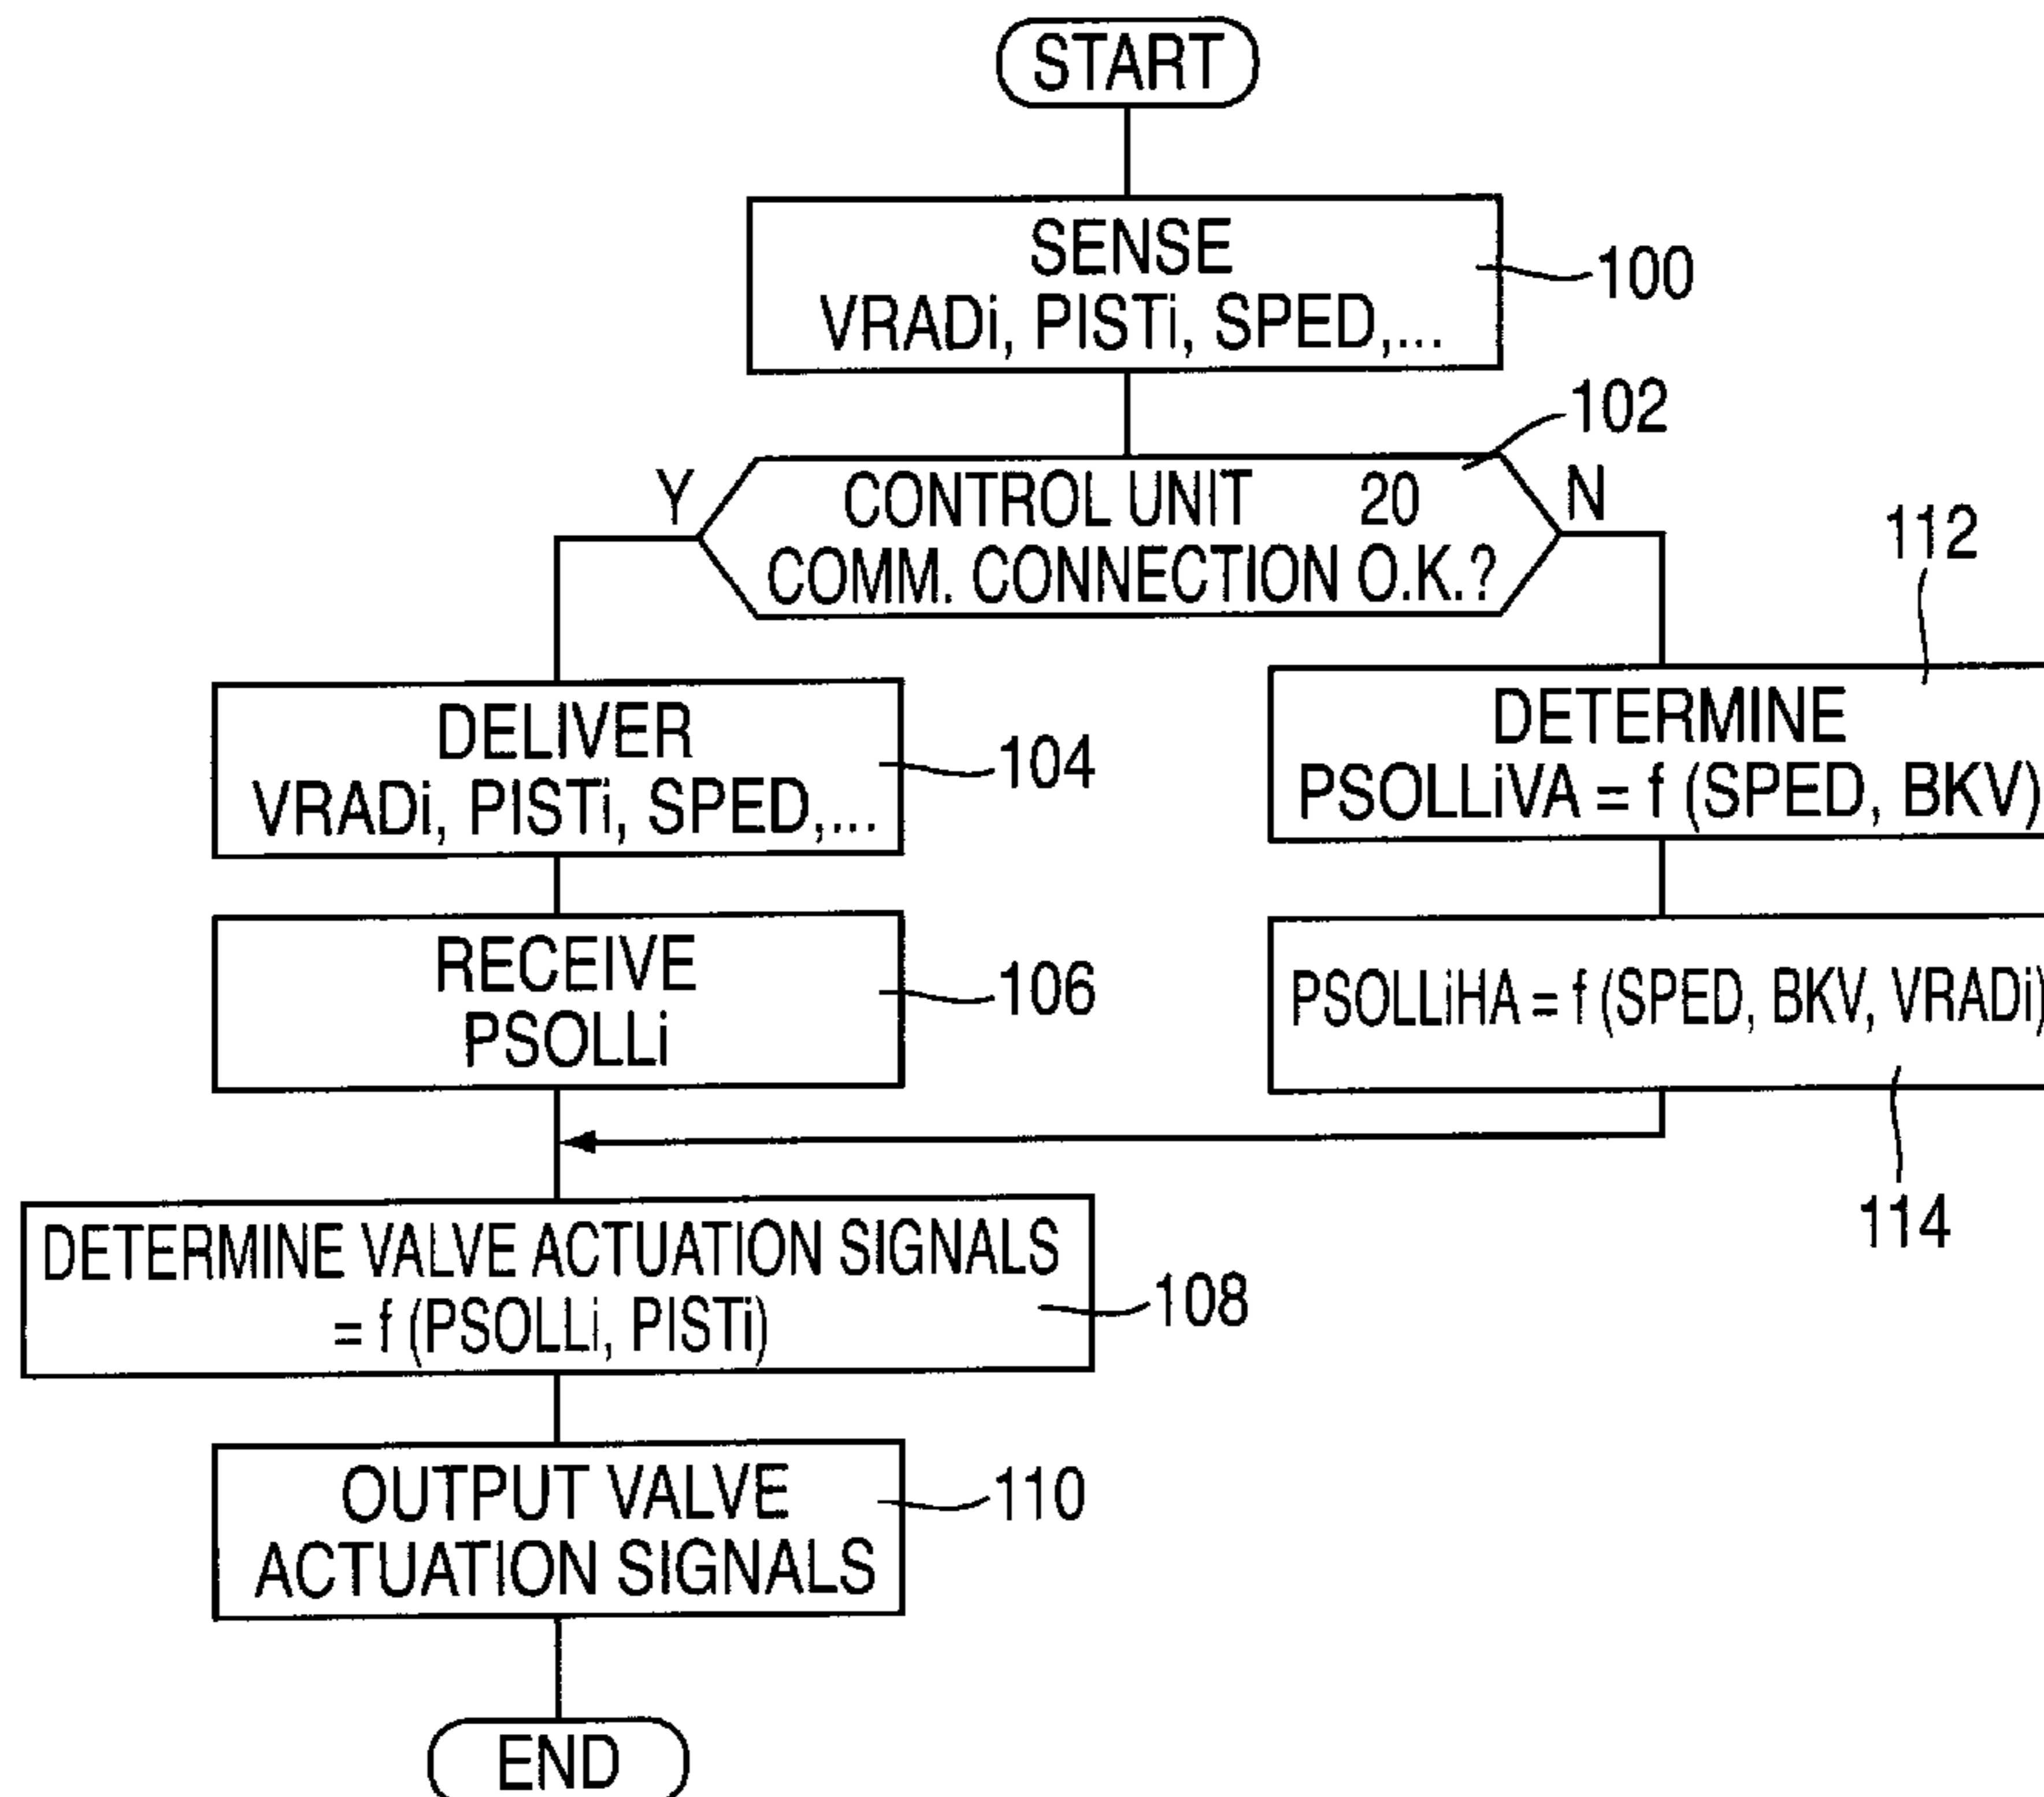 START
SENSE
VRADi, PISTi, SPED,...
100
102
Y
CONTROL UNIT 20
COMM. CONNECTION O.K.?
N
112
DELIVER
VRADi, PISTi, SPED,...
104
DETERMINE
PSOLLiVA = f (SPED, BKV)
RECEIVE
PSOLLi
106
PSOLLiHA = f (SPED, BKV, VRADi)
114
DETERMINE VALVE ACTUATION SIGNALS
= f (PSOLLi, PISTi)
108
OUTPUT VALVE
ACTUATION SIGNALS
110
END